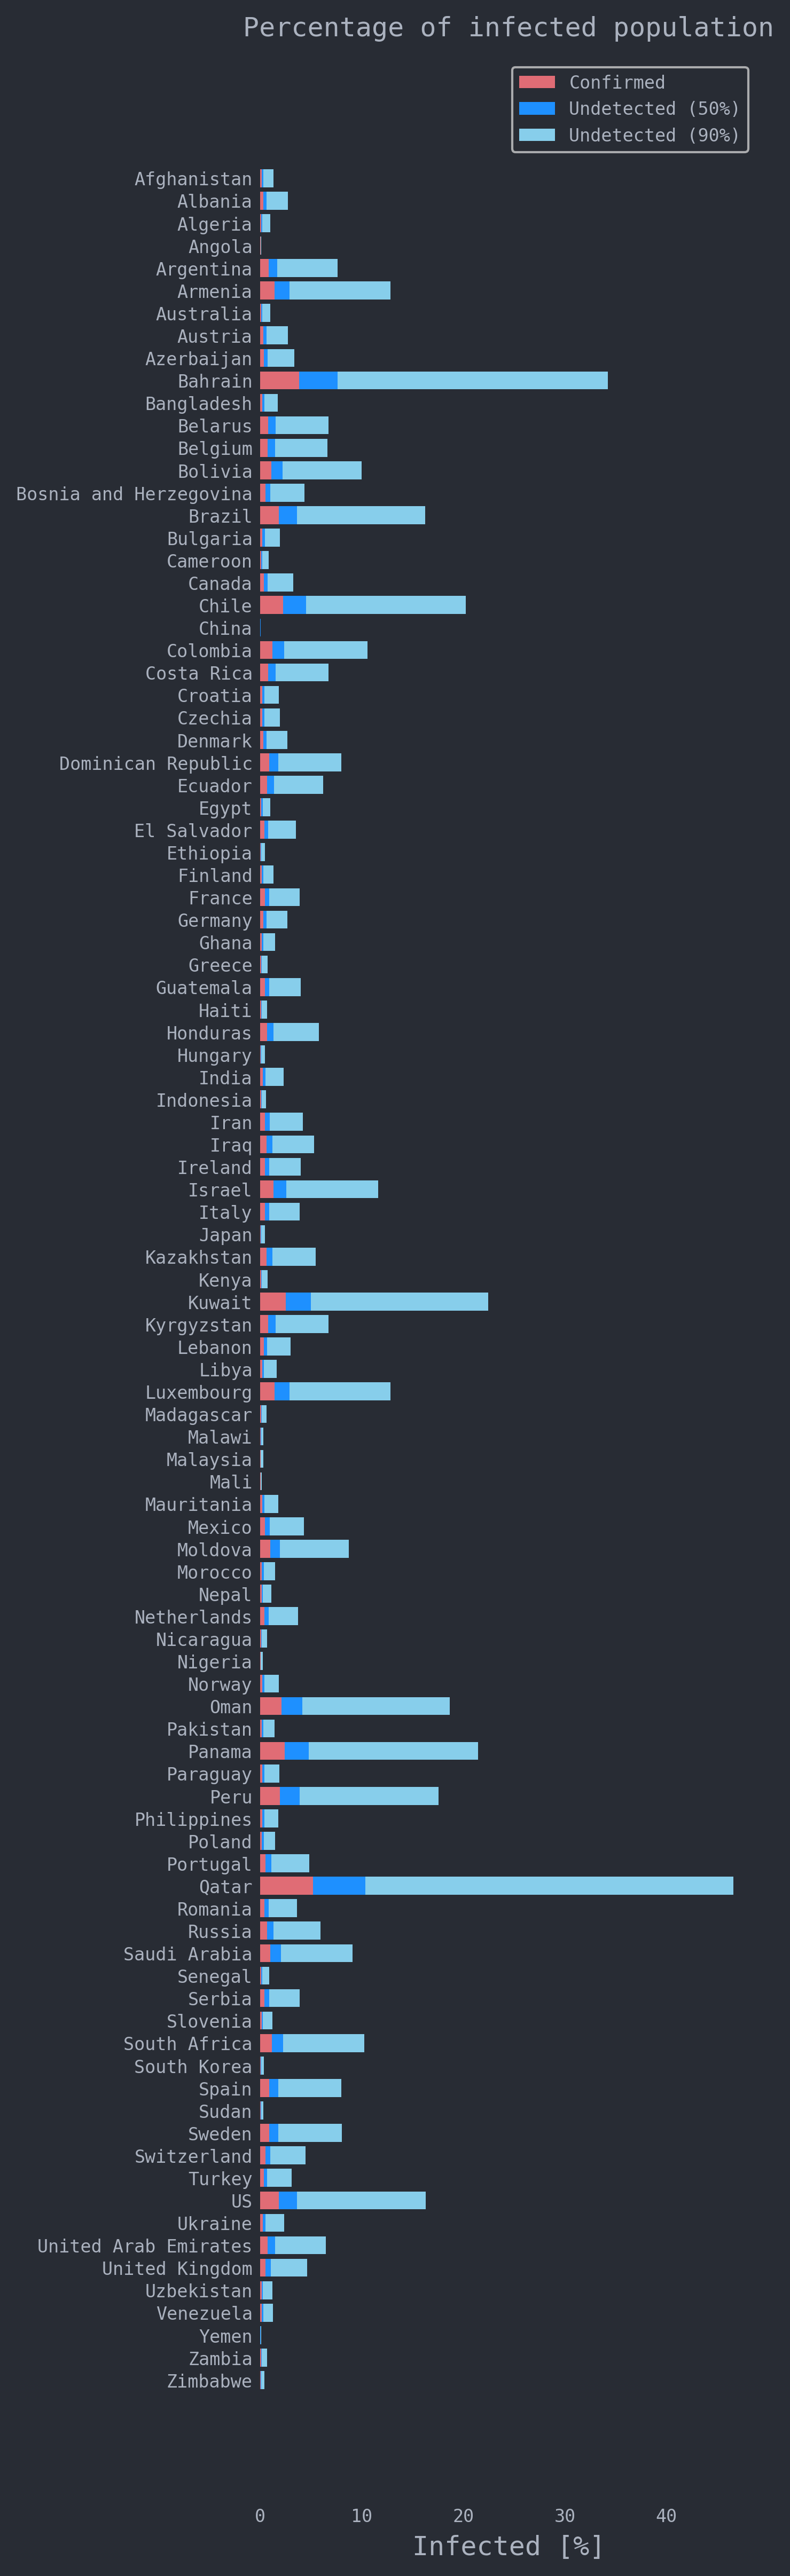 Percentage of infected population
Confirmed
Undetected (50%)
Undetected (90%)
Afghanistan
Albania
Algeria
Angola
Argentina
Armenia
Australia
Austria
Azerbaijan
Bahrain
Bangladesh
Belarus
Belgium
Bolivia
Bosnia and Herzegovina
Brazil
Bulgaria
Cameroon
Canada
Chile
China
Colombia
Costa Rica
Croatia
Czechia
Denmark
Dominican Republic
Ecuador
Egypt
El Salvador
Ethiopia
Finland
France
Germany
Ghana
Greece
Guatemala
Haiti
Honduras
Hungary
India
Indonesia
Iran
Iraq
Ireland
Israel
Italy
Japan
Kazakhstan
Kenya
Kuwait
Kyrgyzstan
Lebanon
Libya
Luxembourg
Madagascar
Malawi
Malaysia
Mali
Mauritania
Mexico
Moldova
Morocco
Nepal
Netherlands
Nicaragua
Nigeria
Norway
Oman
Pakistan
Panama
Paraguay
Peru
Philippines
Poland
Portugal
Qatar
Romania
Russia
Saudi Arabia
Senegal
Serbia
Slovenia
South Africa
South Korea
Spain
Sudan
Sweden
Switzerland
Turkey
US
Ukraine
United Arab Emirates
United Kingdom
Uzbekistan
Venezuela
Yemen
Zambia
Zimbabwe
0 10 20 30 40
Infected [%]